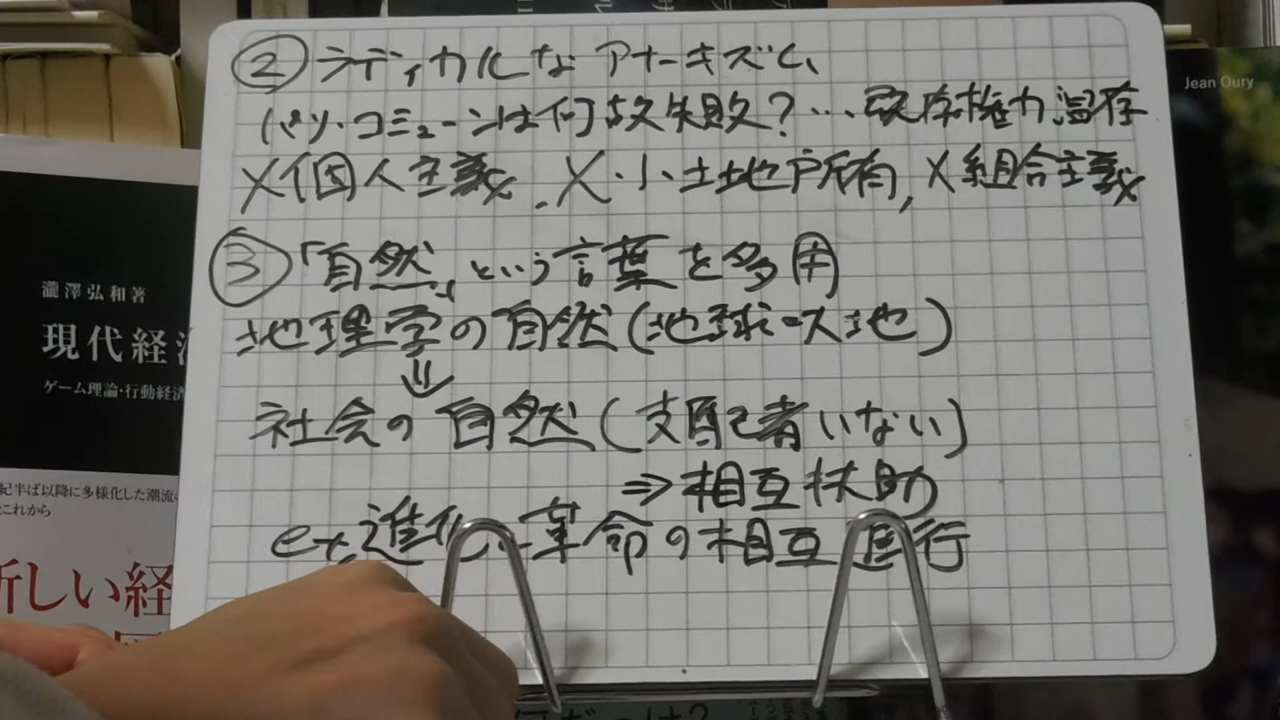 ② ラディカルなアナーキズム
パリ・コミューンは何故失敗?…既存権力温存
×個人主義、×小土地所有,×組合主義
③「自然」という言葉を多用
地理学の自然(地球=大地)
⇓
社会の自然(支配者いない)
⇒相互扶助
ex,進化、革命の相互進行
Jean Oury
瀧澤弘和著
現代経済
ゲーム理論・行動経済
紀半ば以降に多様化した潮流
これから
新しい経